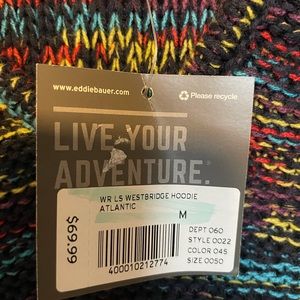 www.eddiebauer.com
Please recycle
LIVE YOUR
ADVENTURE.
WR LS WESTBRIDGE HOODIE
ATLANTIC
M
$69.99
DEPT 060
STYLE 0022
COLOR 045
SIZE 0050
400010212774